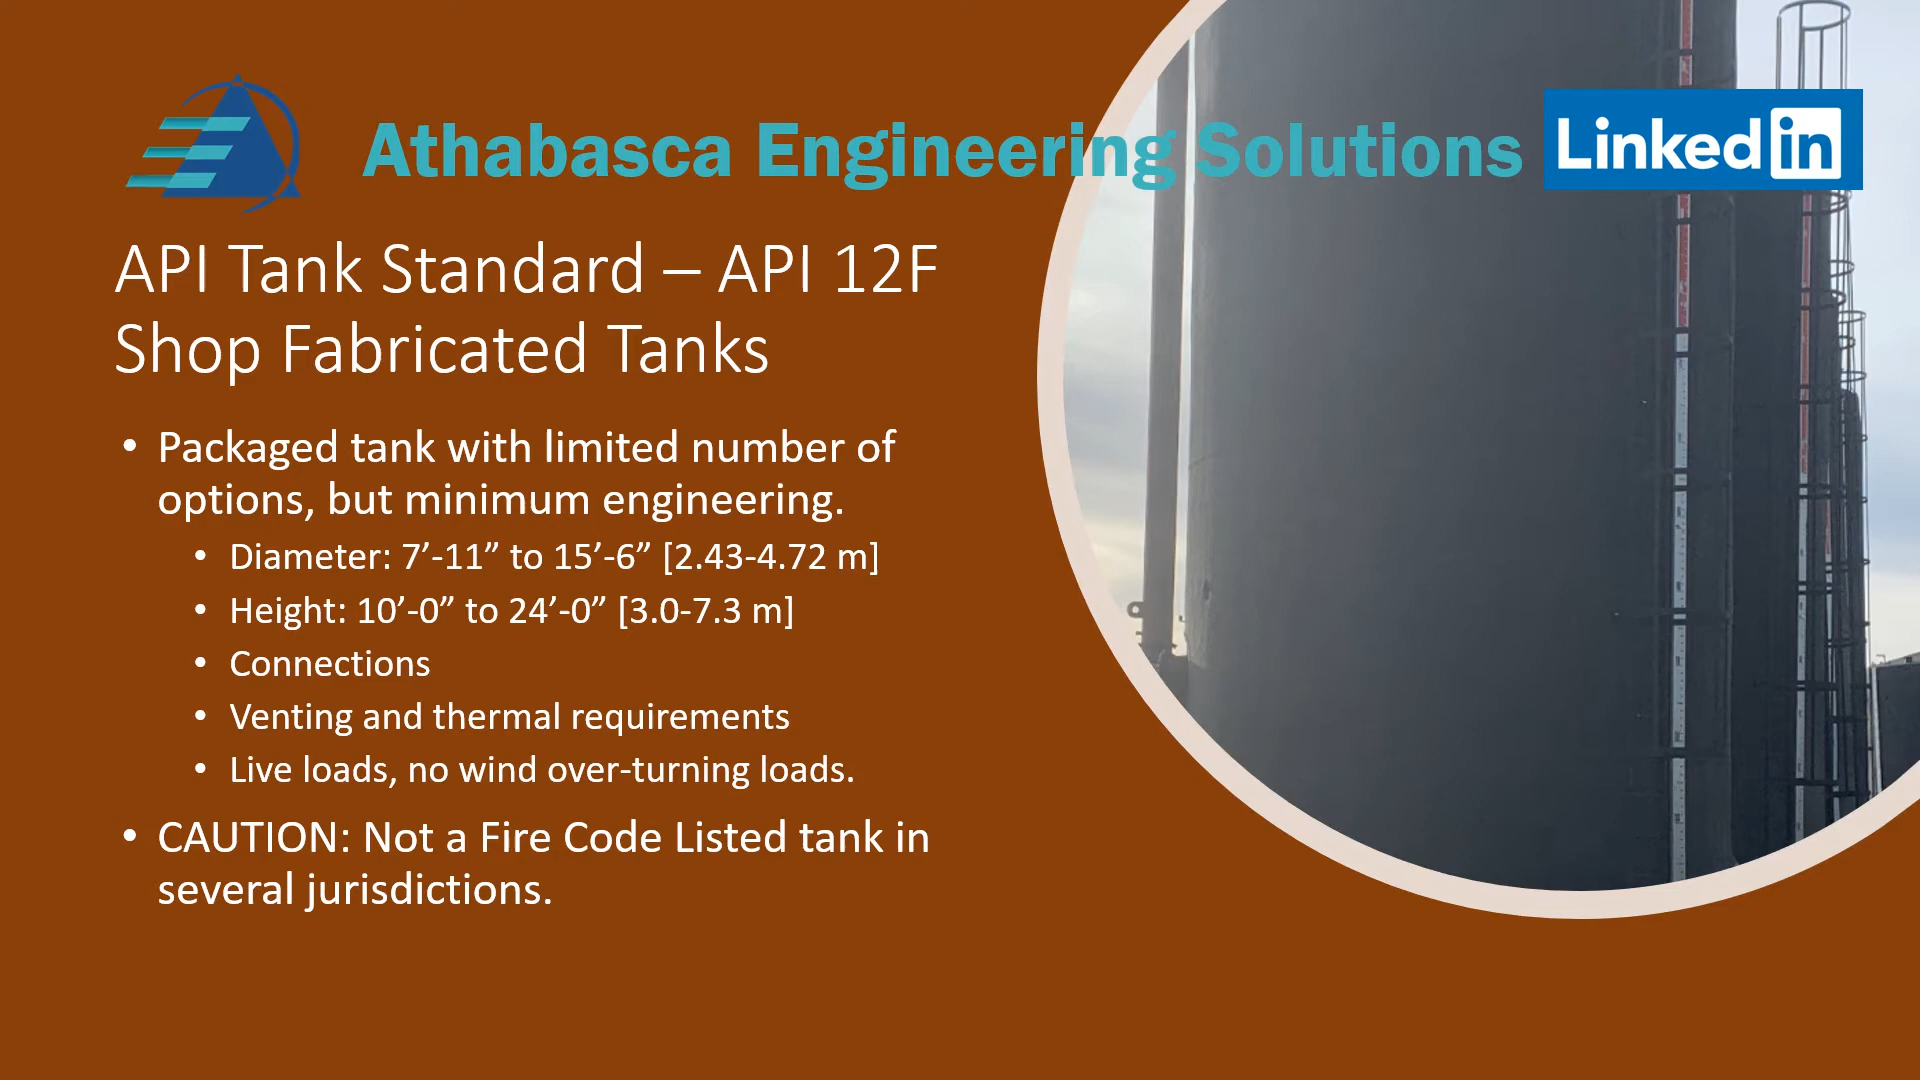 Athabasca Engineering Solutions
Linked in
API Tank Standard – API 12F
Shop Fabricated Tanks
• Packaged tank with limited number of
options, but minimum engineering.
• Diameter: 7’-11” to 15’-6” [2.43-4.72 m]
• Height: 10’-0” to 24’-0” [3.0-7.3 m]
• Connections
• Venting and thermal requirements
• Live loads, no wind over-turning loads.
• CAUTION: Not a Fire Code Listed tank in
several jurisdictions.